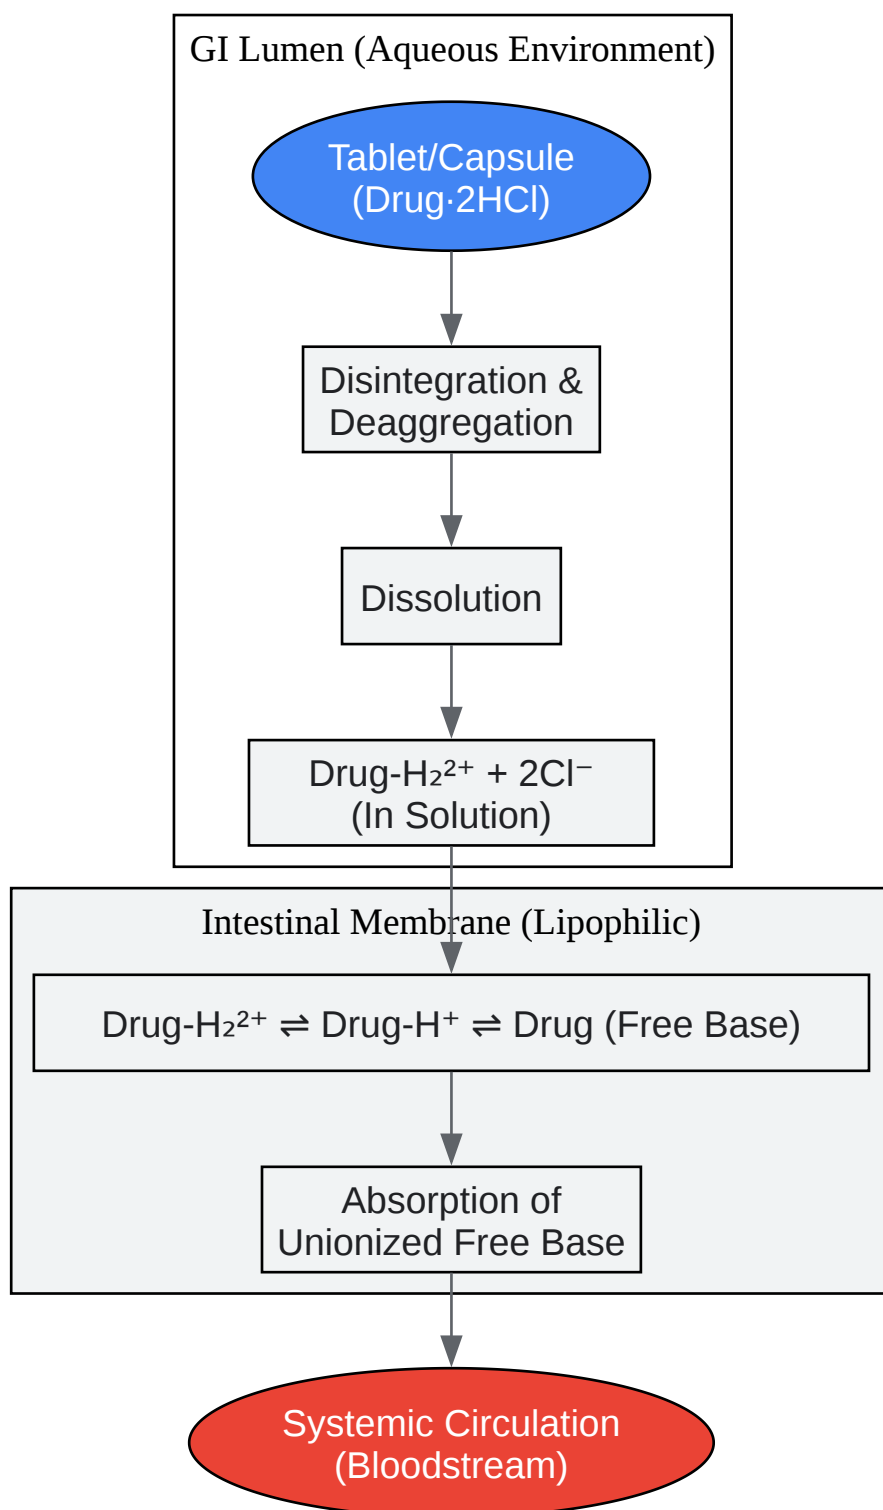 GI Lumen (Aqueous Environment)
Tablet/Capsule
(Drug·2HCl)
Disintegration &
Deaggregation
Dissolution
Drug-H₂²⁺ + 2Cl⁻
(In Solution)
Intestinal Membrane (Lipophilic)
Drug-H₂²⁺ ⇌ Drug-H⁺ ⇌ Drug (Free Base)
Absorption of
Unionized Free Base
Systemic Circulation
(Bloodstream)